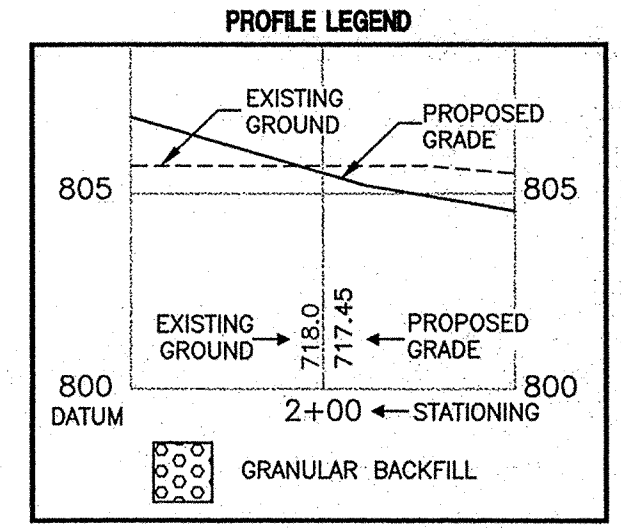 PROFILE LEGEND
EXISTING
GROUND
PROPOSED
GRADE
805
805
EXISTING
GROUND
718.0
717.45
PROPOSED
GRADE
800
800
DATUM
2+00
STATIONING
GRANULAR BACKFILL